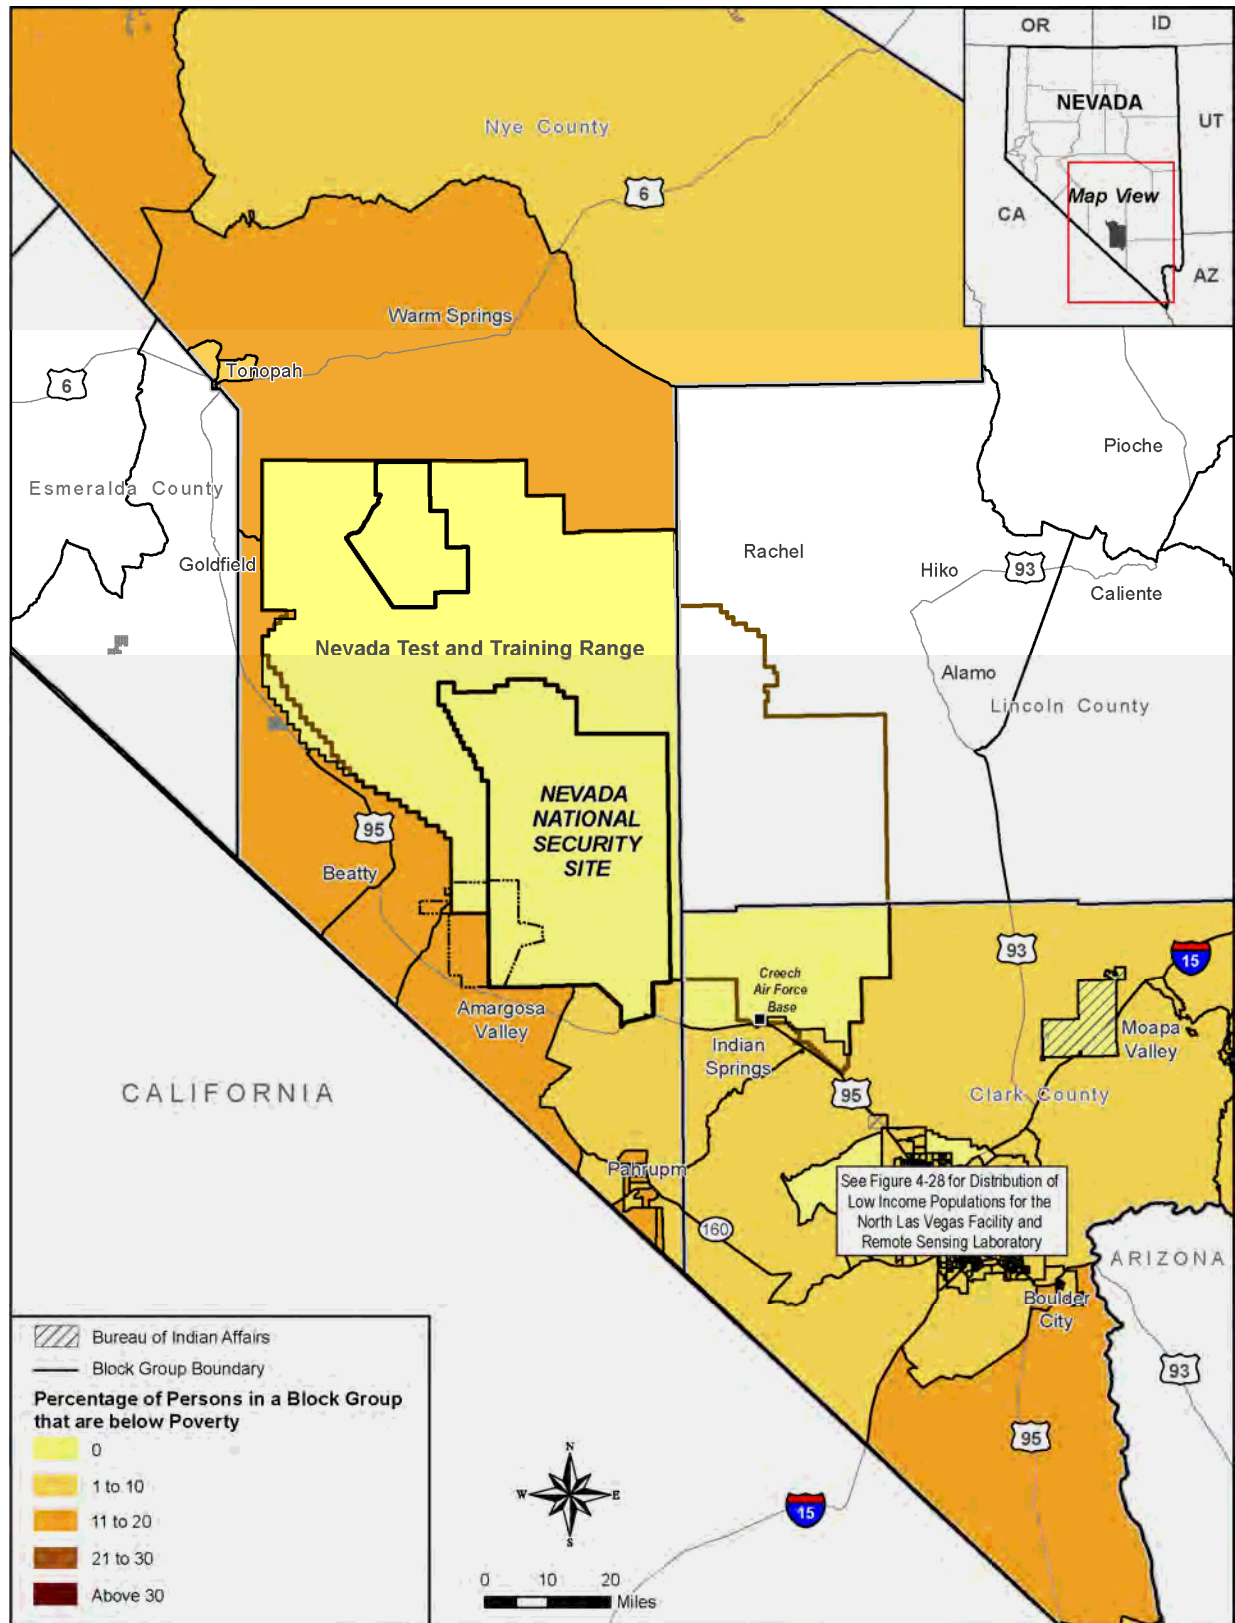 OR
ID
NEVADA
UT
Map View
CA
AZ
Nye County
6
Warm Springs
Tonopah
6
Pioche
Esmeralda County
Rachel
Goldfield
Hiko
93
Caliente
Nevada Test and Training Range
Alamo
Lincoln County
NEVADA
NATIONAL
SECURITY
SITE
95
Beatty
93
15
Creech
Air Force
Base
Amargosa
Valley
Indian
Springs
Moapa
Valley
CALIFORNIA
95
Clark County
Pahrupm
See Figure 4-28 for Distribution of
Low Income Populations for the
North Las Vegas Facility and
Remote Sensing Laboratory
160
ARIZONA
Boulder
City
93
95
15
Bureau of Indian Affairs
Block Group Boundary
Percentage of Persons in a Block Group
that are below Poverty
0
1 to 10
11 to 20
21 to 30
Above 30
N
W
E
S
0 10 20
Miles